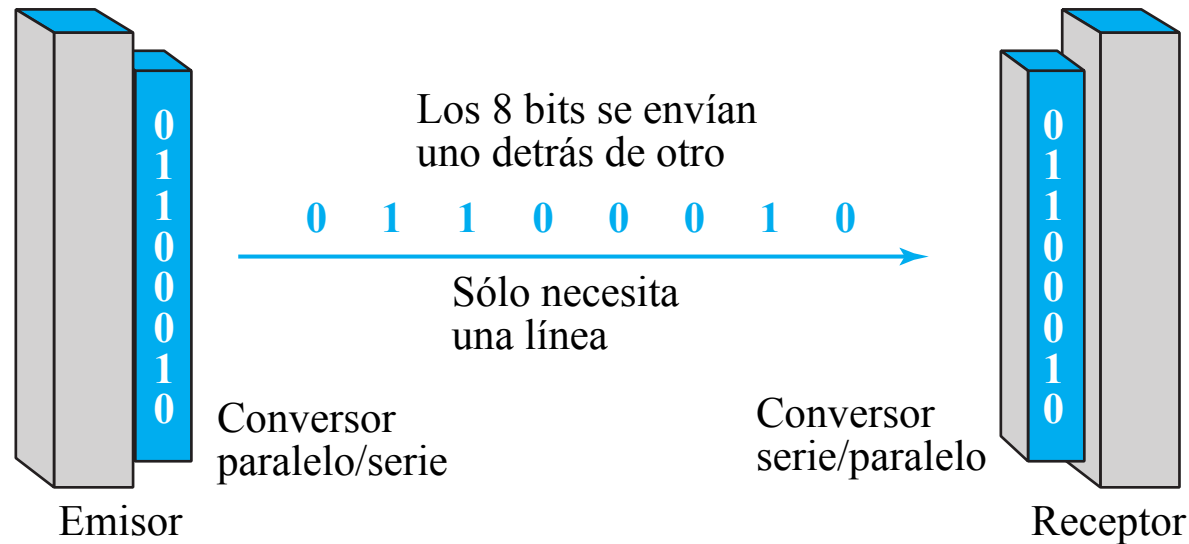 Los 8 bits se envían
uno detrás de otro
0 1 1 0 0 0 1 0
Sólo necesita
una línea
0
1
1
0
0
0
1
0
Conversor
paralelo/serie
Emisor
0
1
1
0
0
0
1
0
Conversor
serie/paralelo
Receptor